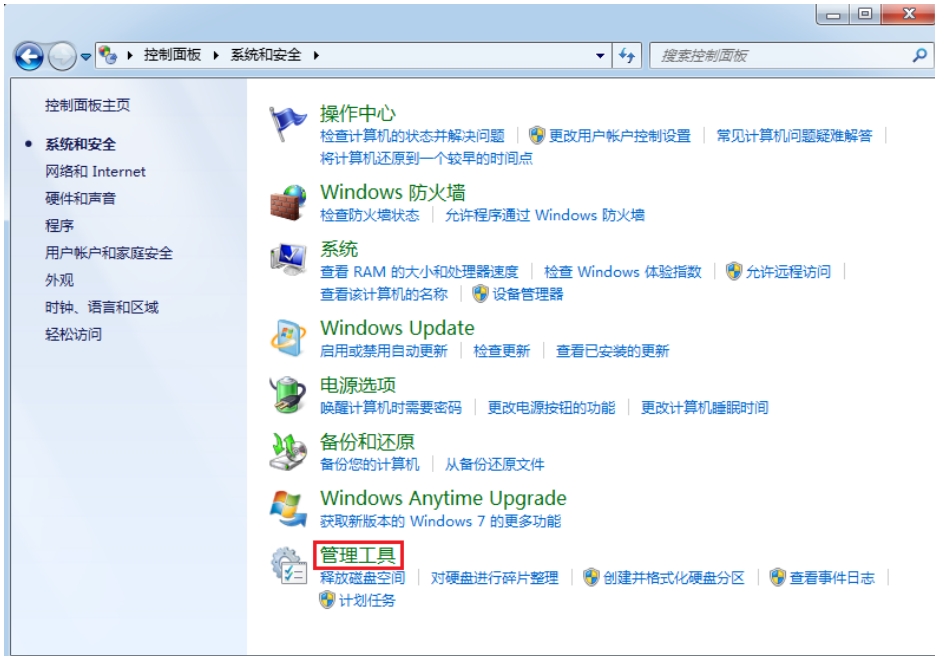 控制面板 系统和安全
搜索控制面板
控制面板主页
系统和安全
网络和 Internet
硬件和声音
程序
用户帐户和家庭安全
外观
时钟、语言和区域
轻松访问
操作中心
检查计算机的状态并解决问题 更改用户帐户控制设置 常见计算机问题疑难解答
将计算机还原到一个较早的时间点
Windows 防火墙
检查防火墙状态 允许程序通过 Windows 防火墙
系统
查看 RAM 的大小和处理器速度 检查 Windows 体验指数 允许远程访问
查看该计算机的名称 设备管理器
Windows Update
启用或禁用自动更新 检查更新 查看已安装的更新
电源选项
唤醒计算机时需要密码 更改电源按钮的功能 更改计算机睡眠时间
备份和还原
备份您的计算机 从备份还原文件
Windows Anytime Upgrade
获取新版本的 Windows 7 的更多功能
管理工具
释放磁盘空间 对硬盘进行碎片整理 创建并格式化硬盘分区 查看事件日志
计划任务